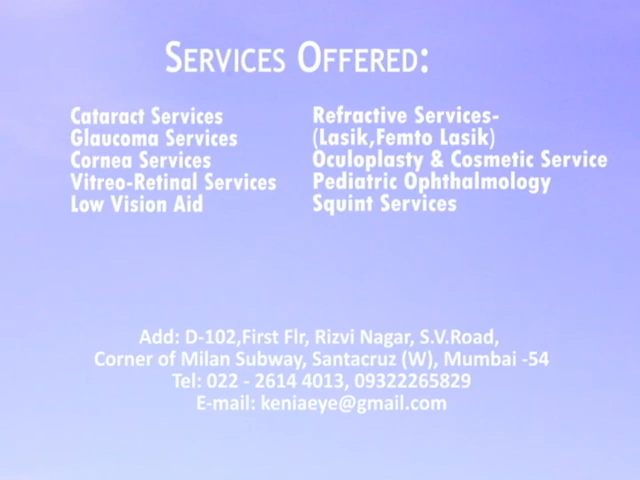 SERVICES OFFERED:
Cataract Services
Glaucoma Services
Cornea Services
Vitreo-Retinal Services
Low Vision Aid
Refractive Services-
(Lasik,Femto Lasik)
Oculoplasty & Cosmetic Service
Pediatric Ophthalmology
Squint Services
Add: D-102,First Flr, Rizvi Nagar, S.V.Road,
Corner of Milan Subway, Santacruz (W), Mumbai -54
Tel: 022 - 2614 4013, 09322265829
E-mail: keniaeye@gmail.com